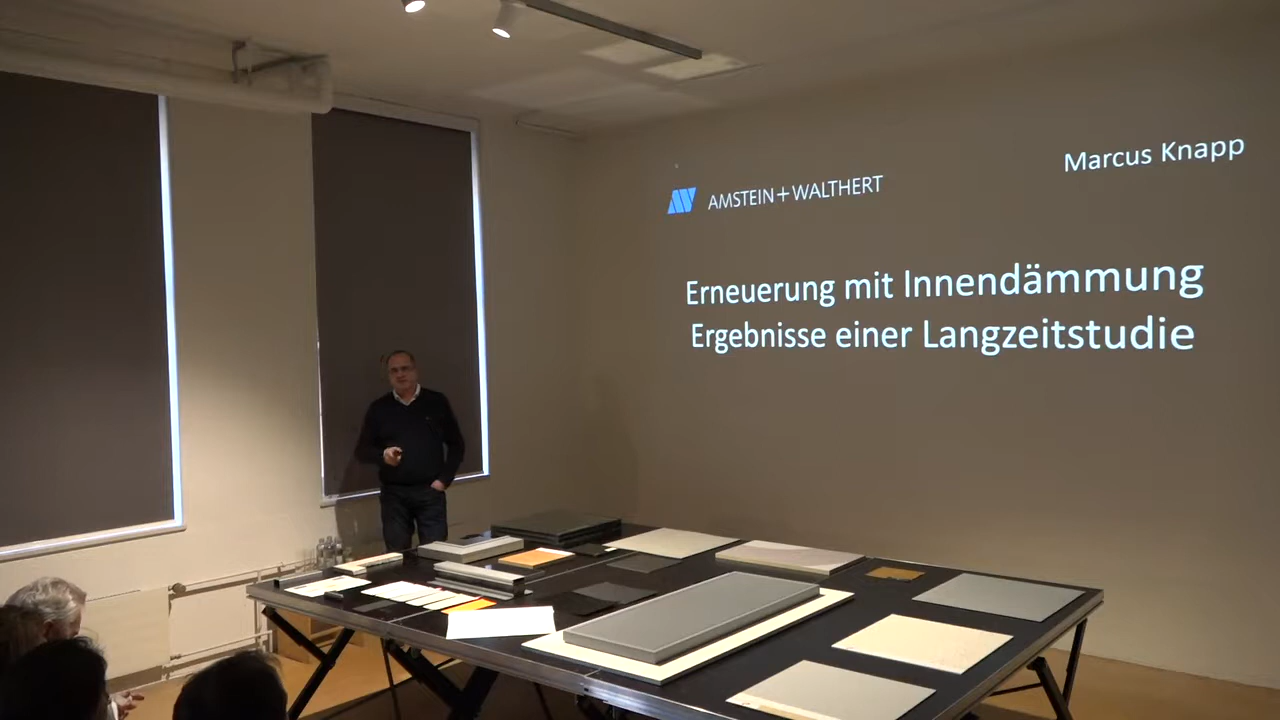 Marcus Knapp
AMSTEIN+WALTHERT
Erneuerung mit Innendämmung
Ergebnisse einer Langzeitstudie